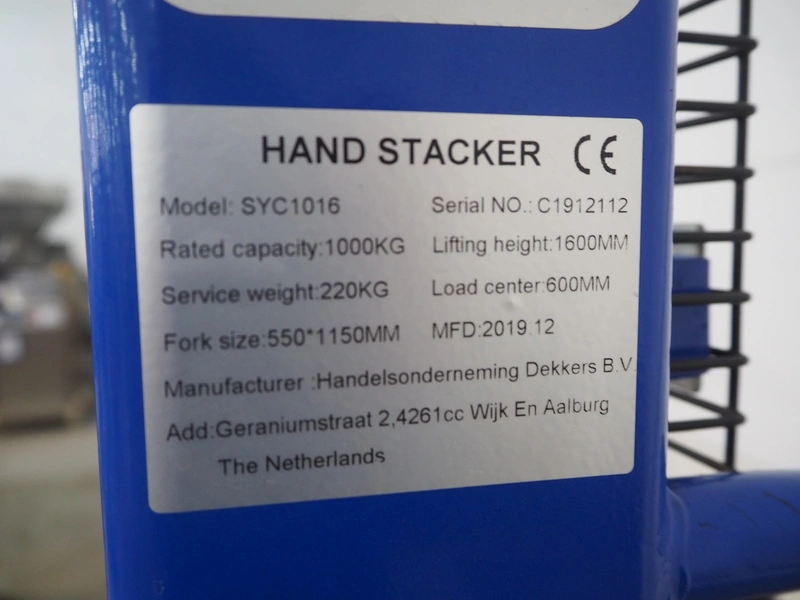 HAND STACKER CE
Model: SYC1016 Serial NO.: C1912112
Rated capacity:1000KG Lifting height:1600MM
Service weight:220KG Load center:600MM
Fork size:550*1150MM MFD:2019.12
Manufacturer :Handelsonderneming Dekkers B.V
Add:Geraniumstraat 2,4261cc Wijk En Aalburg
The Netherlands